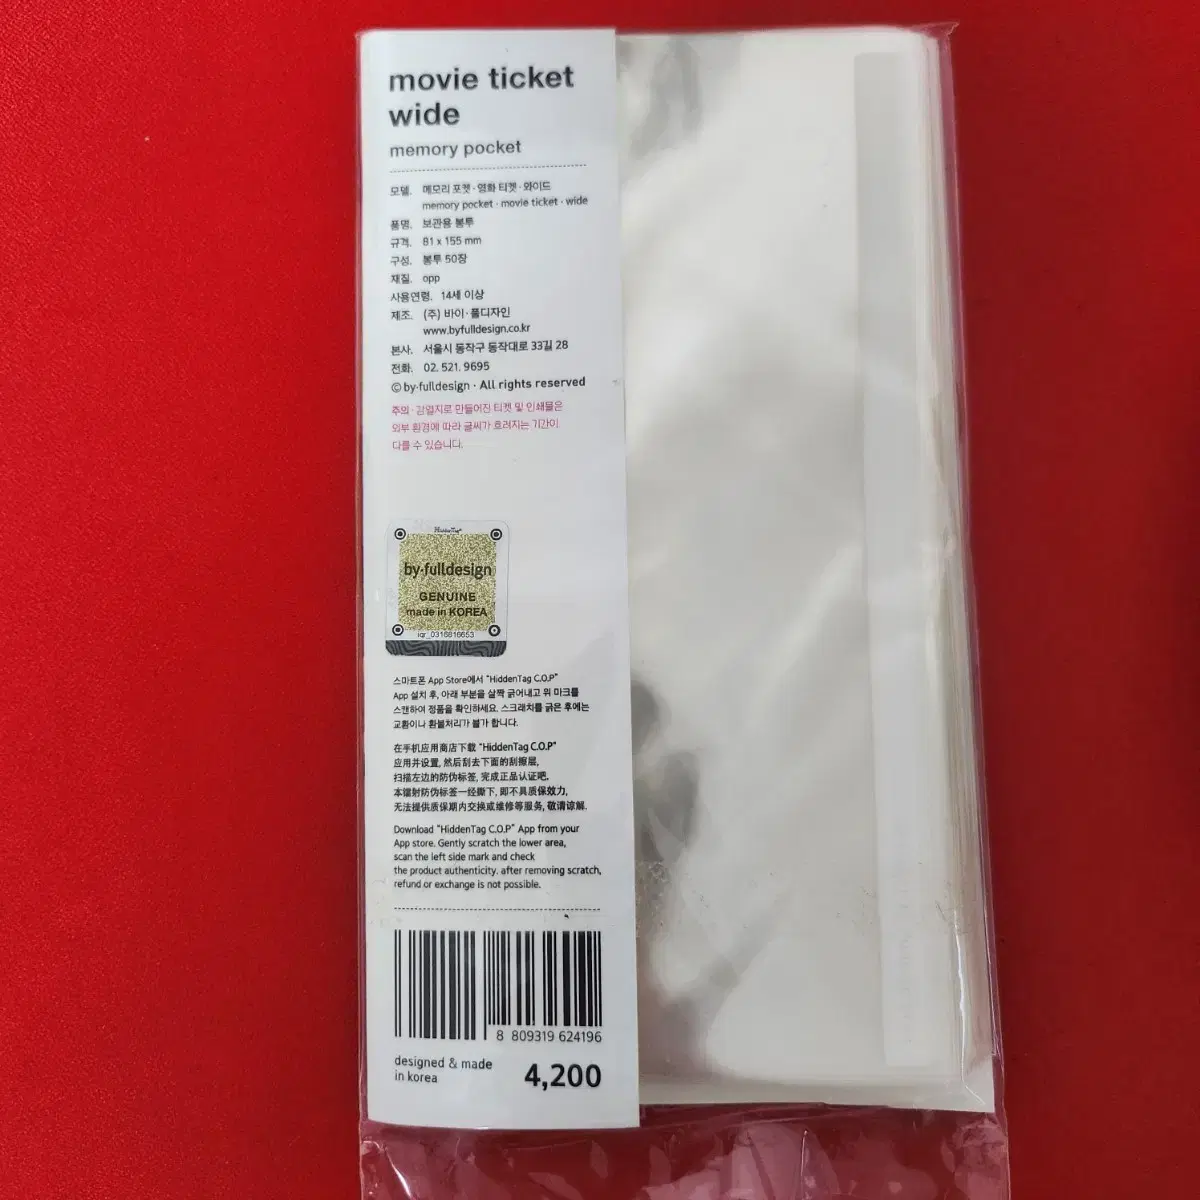 movie ticket
wide
memory pocket
모델. 메모리 포켓 · 영화 티켓 · 와이드
memory pocket · movie ticket · wide
품명. 보관용 봉투
규격. 81 x 155 mm
구성. 봉투 50장
재질. opp
사용연령. 14세 이상
제조. (주) 바이 · 풀디자인
www.byfulldesign.co.kr
본사. 서울시 동작구 동작대로 33길 28
전화. 02. 521. 9695
© by·fulldesign · All rights reserved
주의 · 감열지로 만들어진 티켓 및 인쇄물은
외부 환경에 따라 글씨가 흐려지는 기간이
다를 수 있습니다.
HiddenTag
by·fulldesign
GENUINE
made in KOREA
iqr_0316816653
스마트폰 App Store에서 "HiddenTag C.O.P"
App 설치 후, 아래 부분을 살짝 긁어내고 위 마크를
스캔하여 정품을 확인하세요. 스크래치를 긁은 후에는
교환이나 환불처리가 불가 합니다.
在手机应用商店下载 "HiddenTag C.O.P"
应用并设置, 然后刮去下面的刮擦层,
扫描左边的防伪标签, 完成正品认证吧.
本镭射防伪标签一经撕下, 即不具质保效力,
无法提供质保期内交换或维修等服务, 敬请谅解.
Download "HiddenTag C.O.P" App from your
App store. Gently scratch the lower area,
scan the left side mark and check
the product authenticity. after removing scratch,
refund or exchange is not possible.
8 809319 624196
designed & made
in korea
4,200